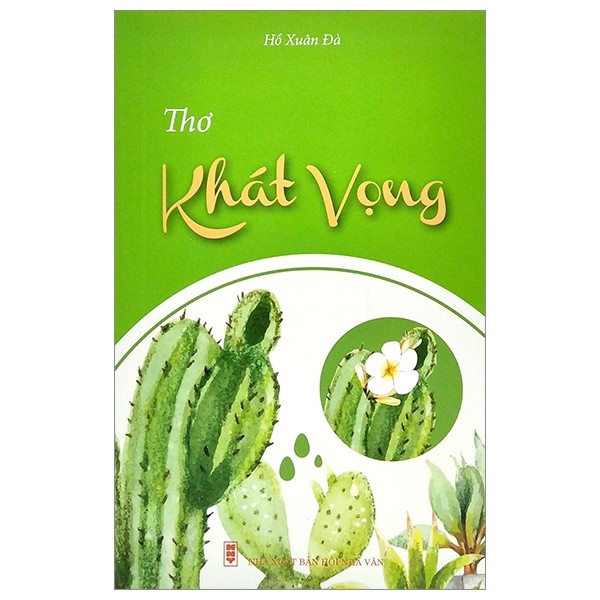 Hồ Xuân Đà
Thơ
Khát Vọng
NHÀ XUẤT BẢN HỘI NHÀ VĂN